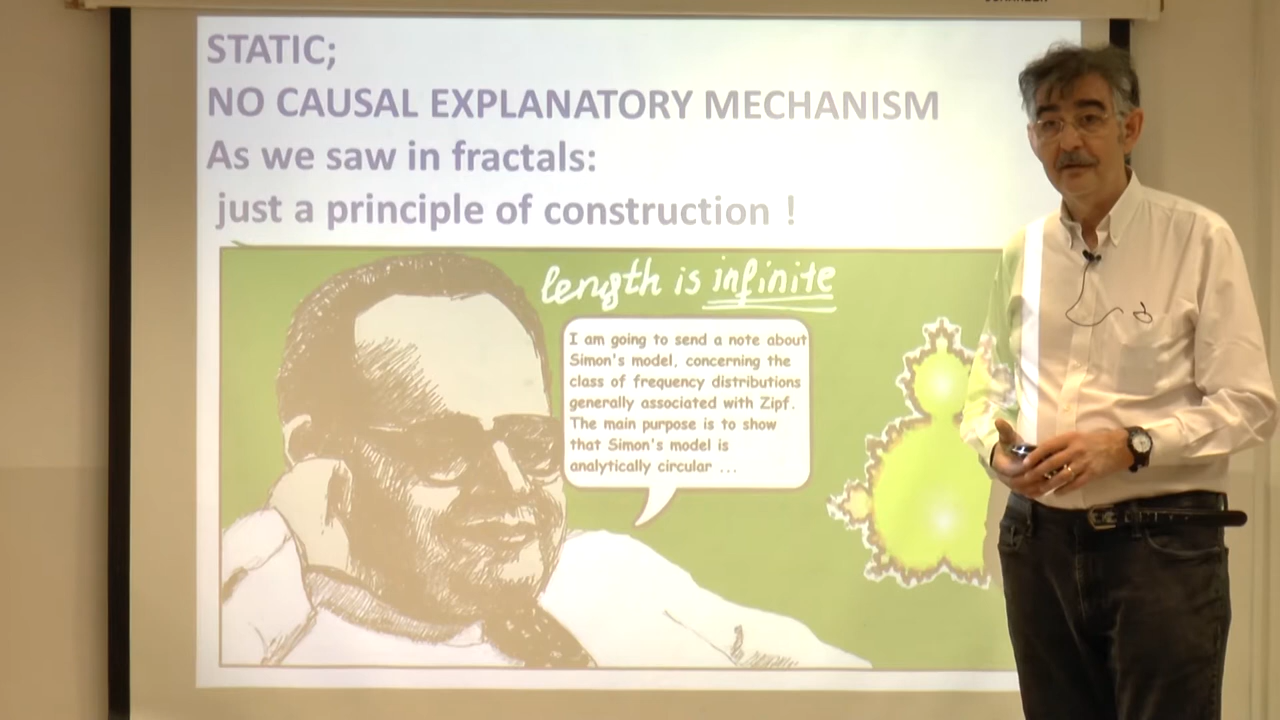 STATIC;
NO CAUSAL EXPLANATORY MECHANISM
As we saw in fractals:
just a principle of construction !
length is infinite
I am going to send a note about
Simon's model, concerning the
class of frequency distributions
generally associated with Zipf.
The main purpose is to show
that Simon's model is
analytically circular ...